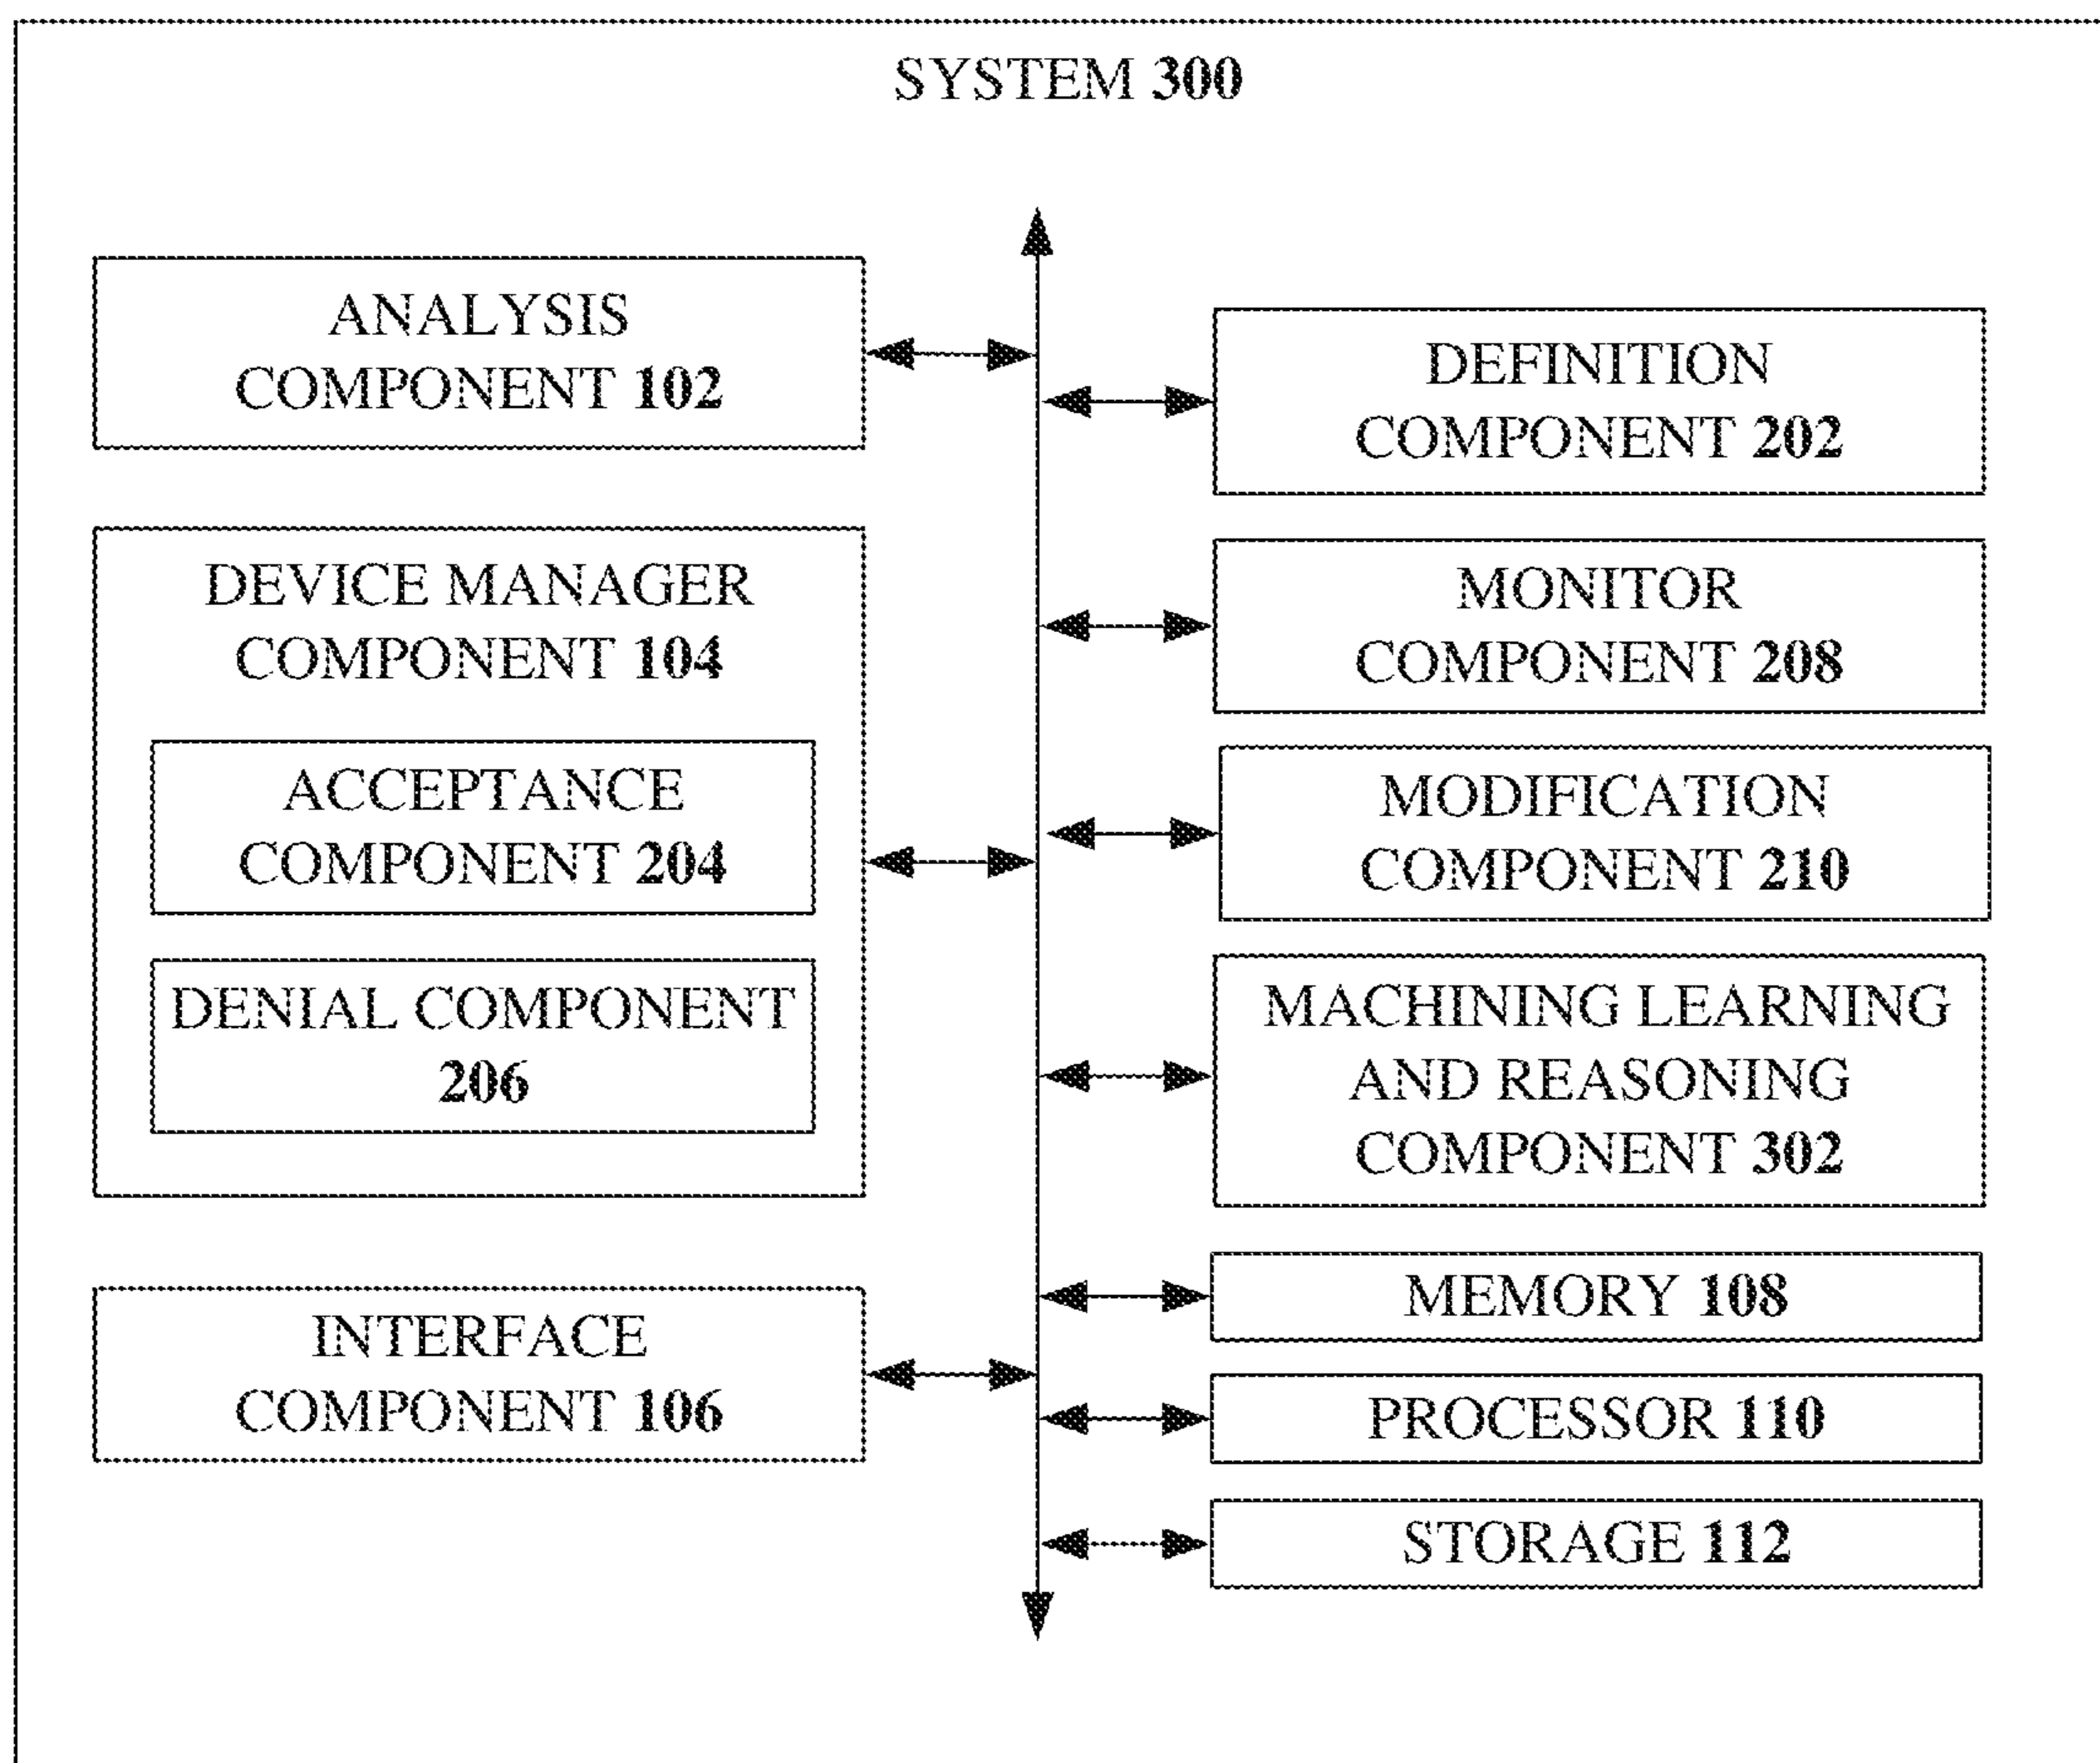 SYSTEM 300
ANALYSIS
COMPONENT 102
DEVICE MANAGER
COMPONENT 104
ACCEPTANCE
COMPONENT 204
DENIAL COMPONENT
206
INTERFACE
COMPONENT 106
DEFINITION
COMPONENT 202
MONITOR
COMPONENT 208
MODIFICATION
COMPONENT 210
MACHINING LEARNING
AND REASONING
COMPONENT 302
MEMORY 108
PROCESSOR 110
STORAGE 112